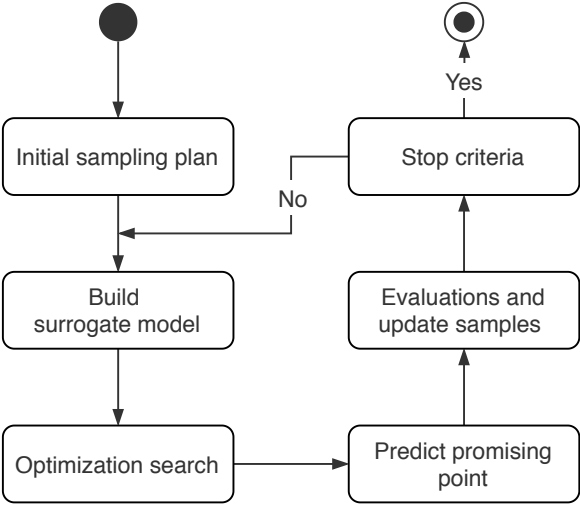 Initial sampling plan
Build
surrogate model
Optimization search
Predict promising
point
Evaluations and
update samples
Stop criteria
Yes
No